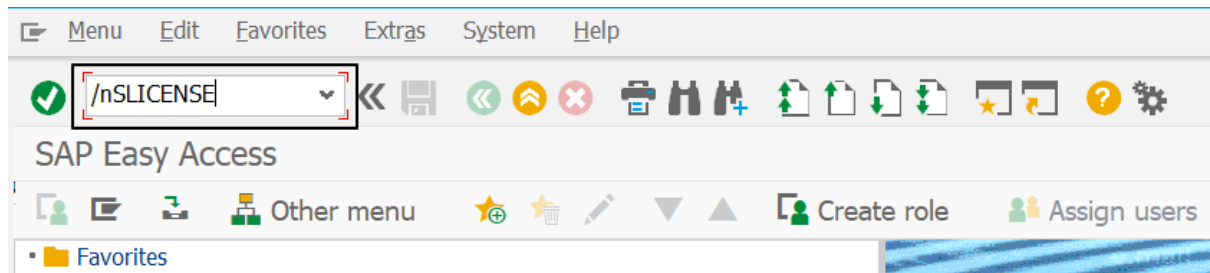 Menu Edit Favorites Extras System Help
/nSLICENSE
SAP Easy Access
Other menu Create role Assign users
Favorites